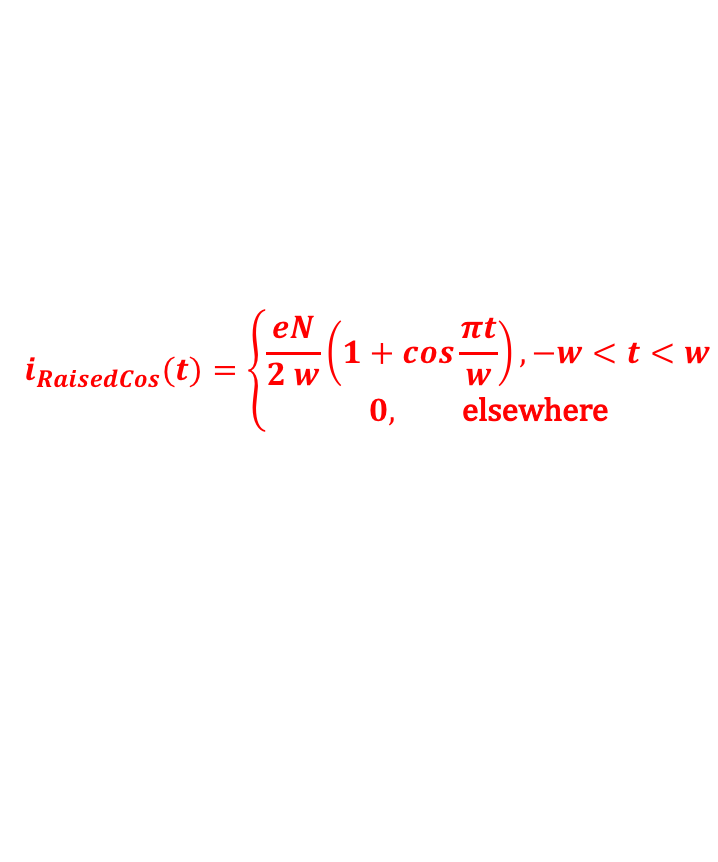 i_RaisedCos(t) = { eN/2 w (1 + cos πt/w), −w < t < w
0, elsewhere